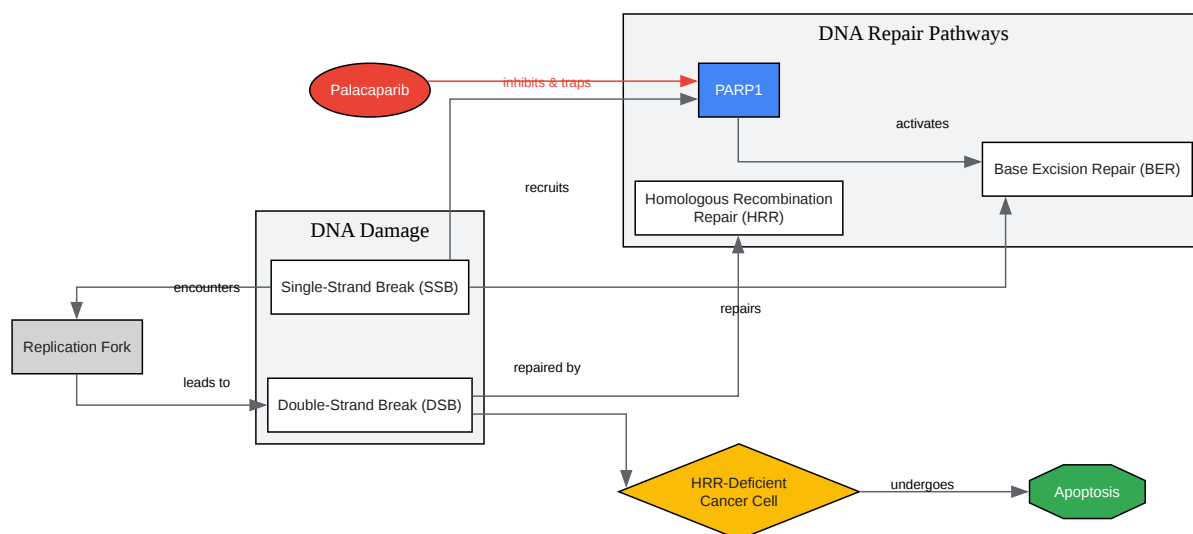 DNA Repair Pathways
Palacaparib
inhibits & traps
PARP1
activates
Base Excision Repair (BER)
recruits
Homologous Recombination
Repair (HRR)
DNA Damage
encounters
Single-Strand Break (SSB)
repairs
Replication Fork
leads to
repaired by
Double-Strand Break (DSB)
HRR-Deficient
Cancer Cell
undergoes
Apoptosis